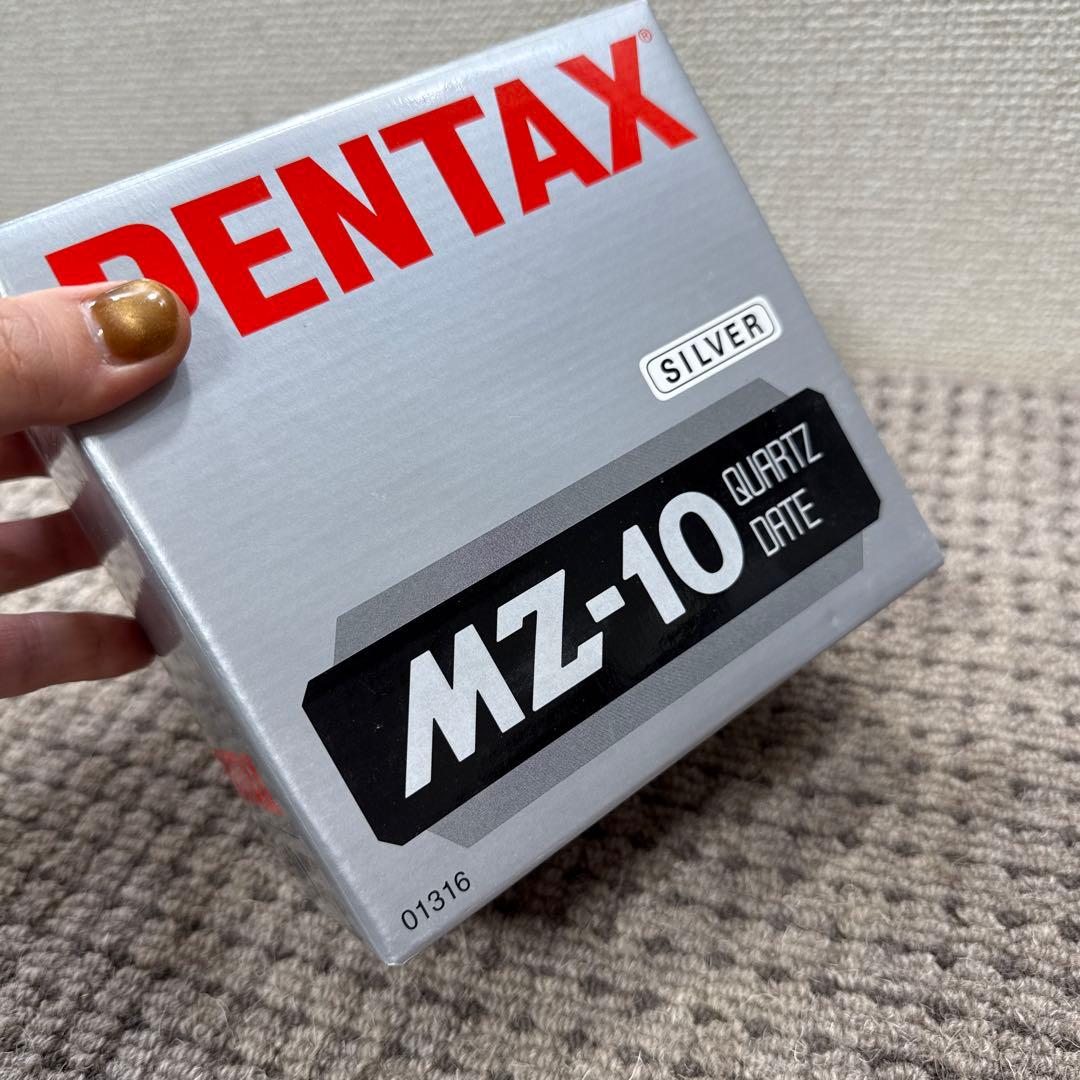 PENTAX®
SILVER
MZ-10 QUARTZ
DATE
01316